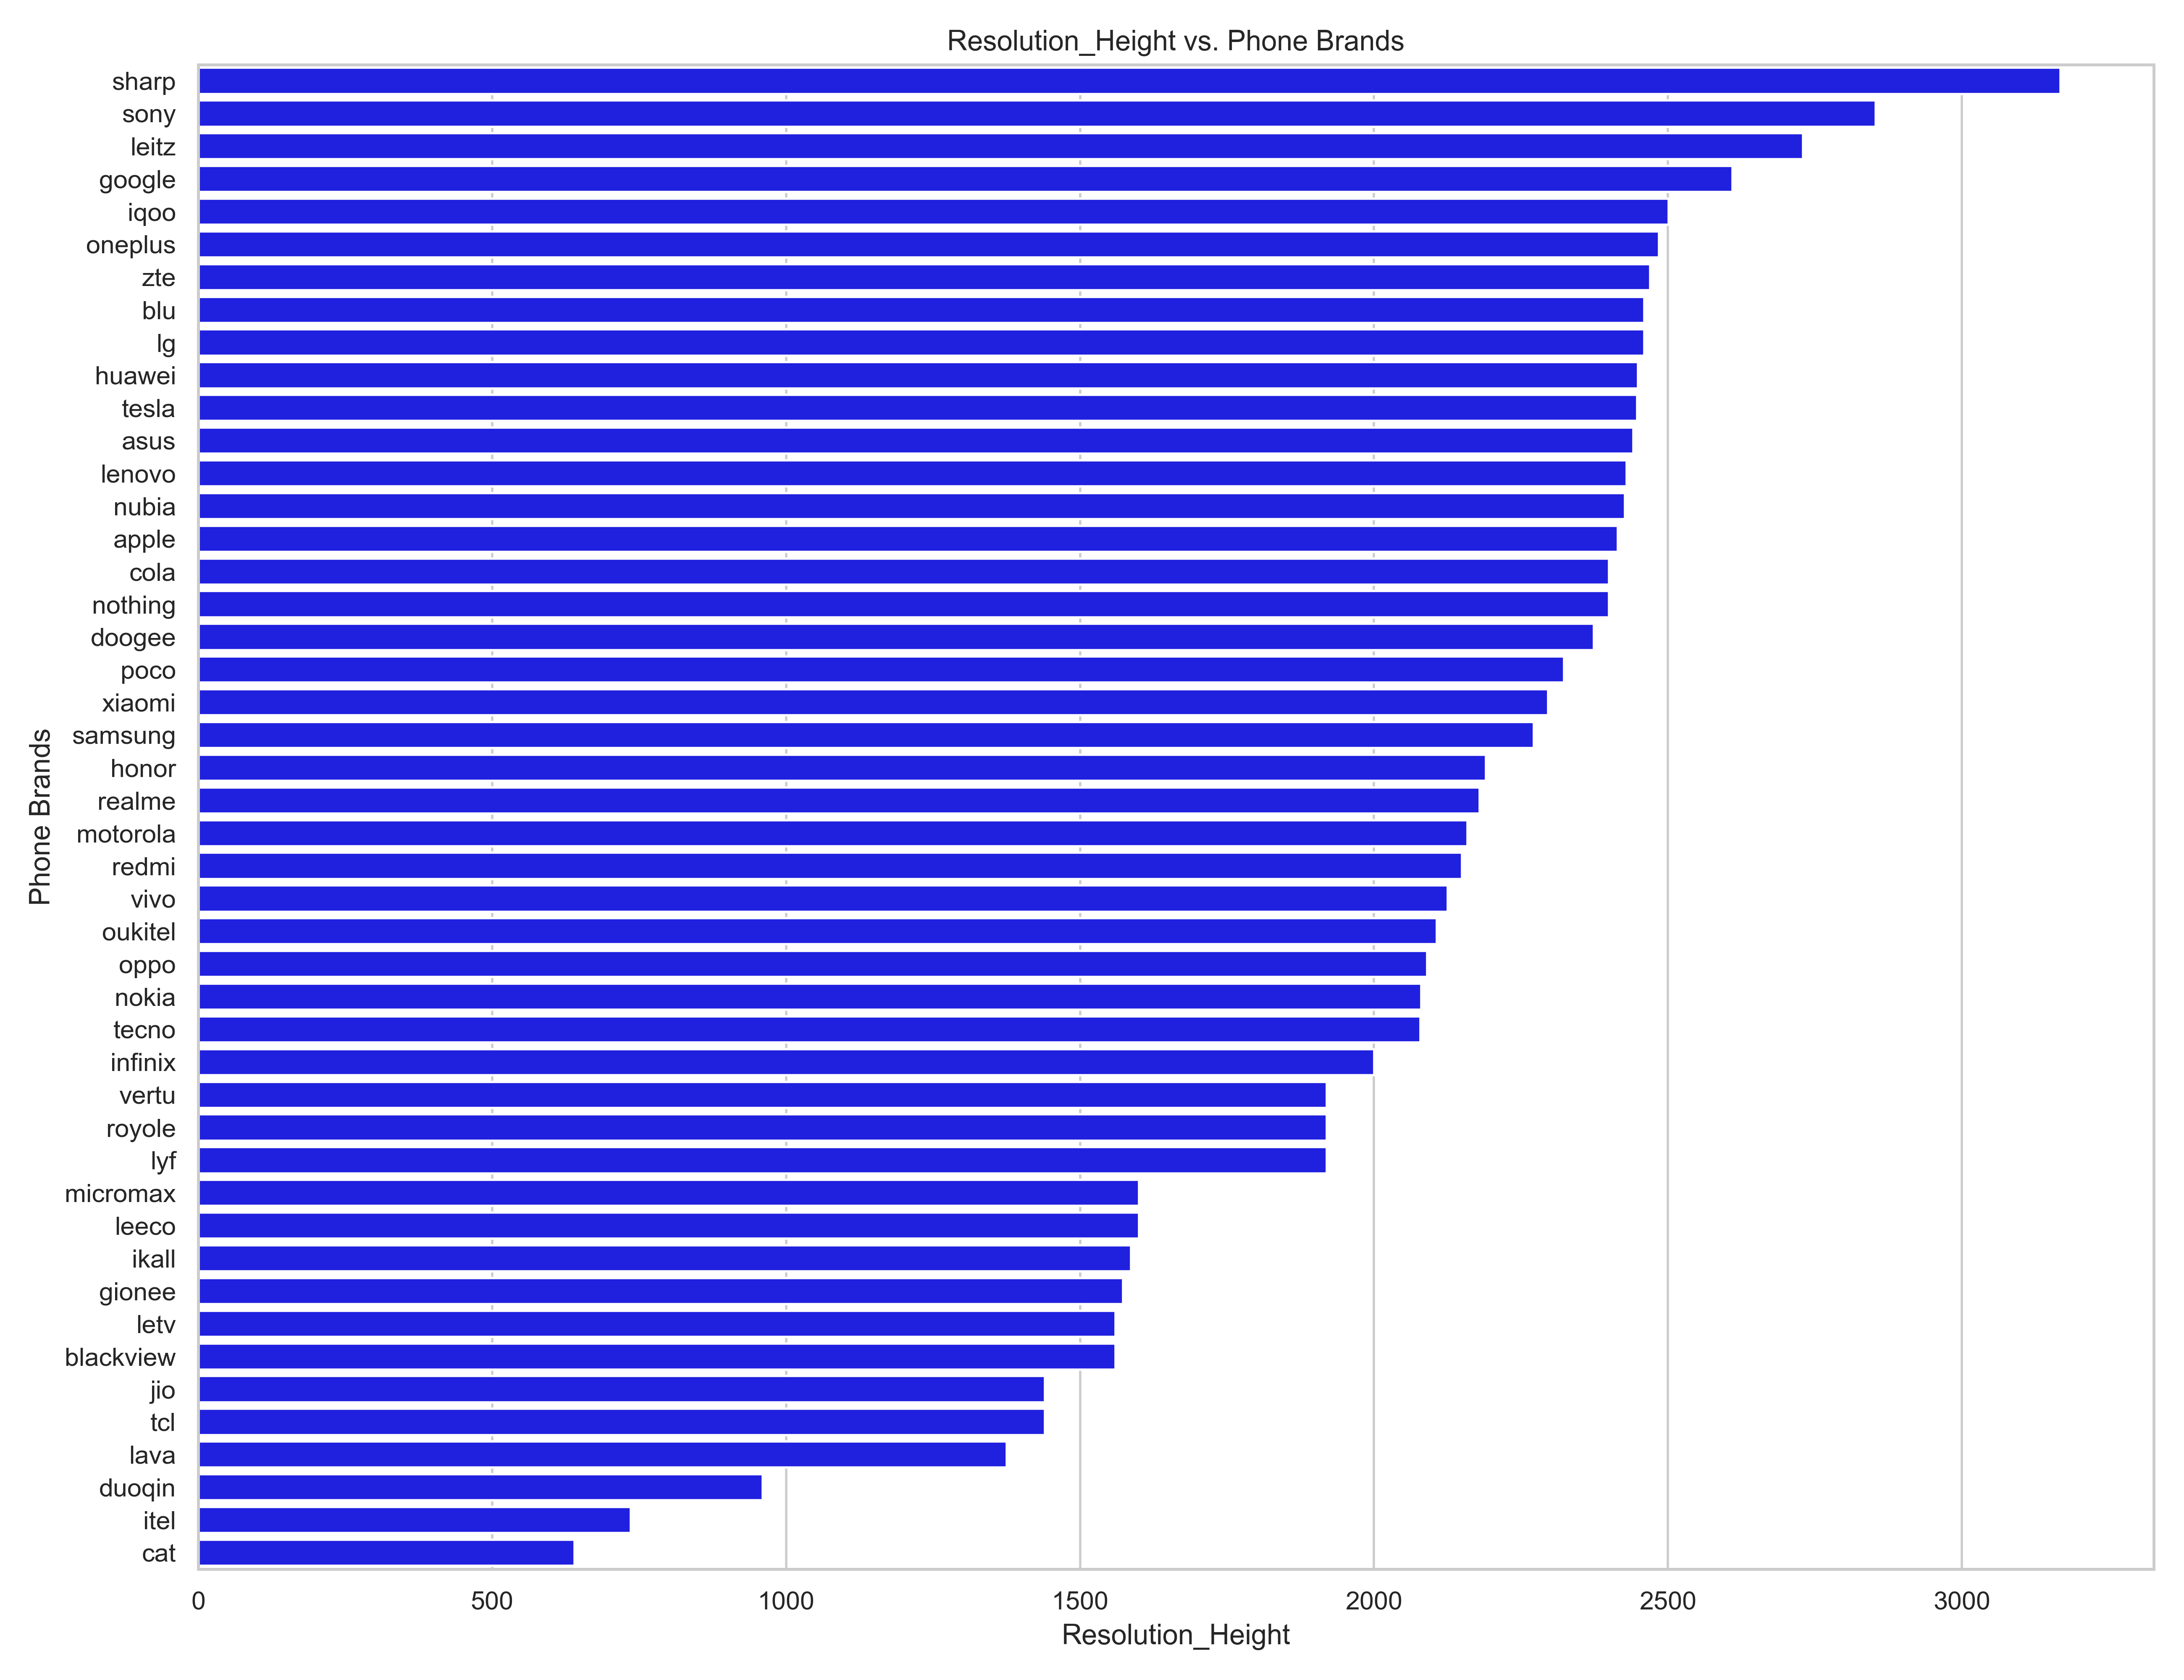 Resolution_Height vs. Phone Brands
sharp
sony
leitz
google
iqoo
oneplus
zte
blu
lg
huawei
tesla
asus
lenovo
nubia
apple
cola
nothing
doogee
poco
xiaomi
samsung
honor
realme
motorola
redmi
vivo
oukitel
oppo
nokia
tecno
infinix
vertu
royole
lyf
micromax
leeco
ikall
gionee
letv
blackview
jio
tcl
lava
duoqin
itel
cat
Phone Brands
0 500 1000 1500 2000 2500 3000
Resolution_Height